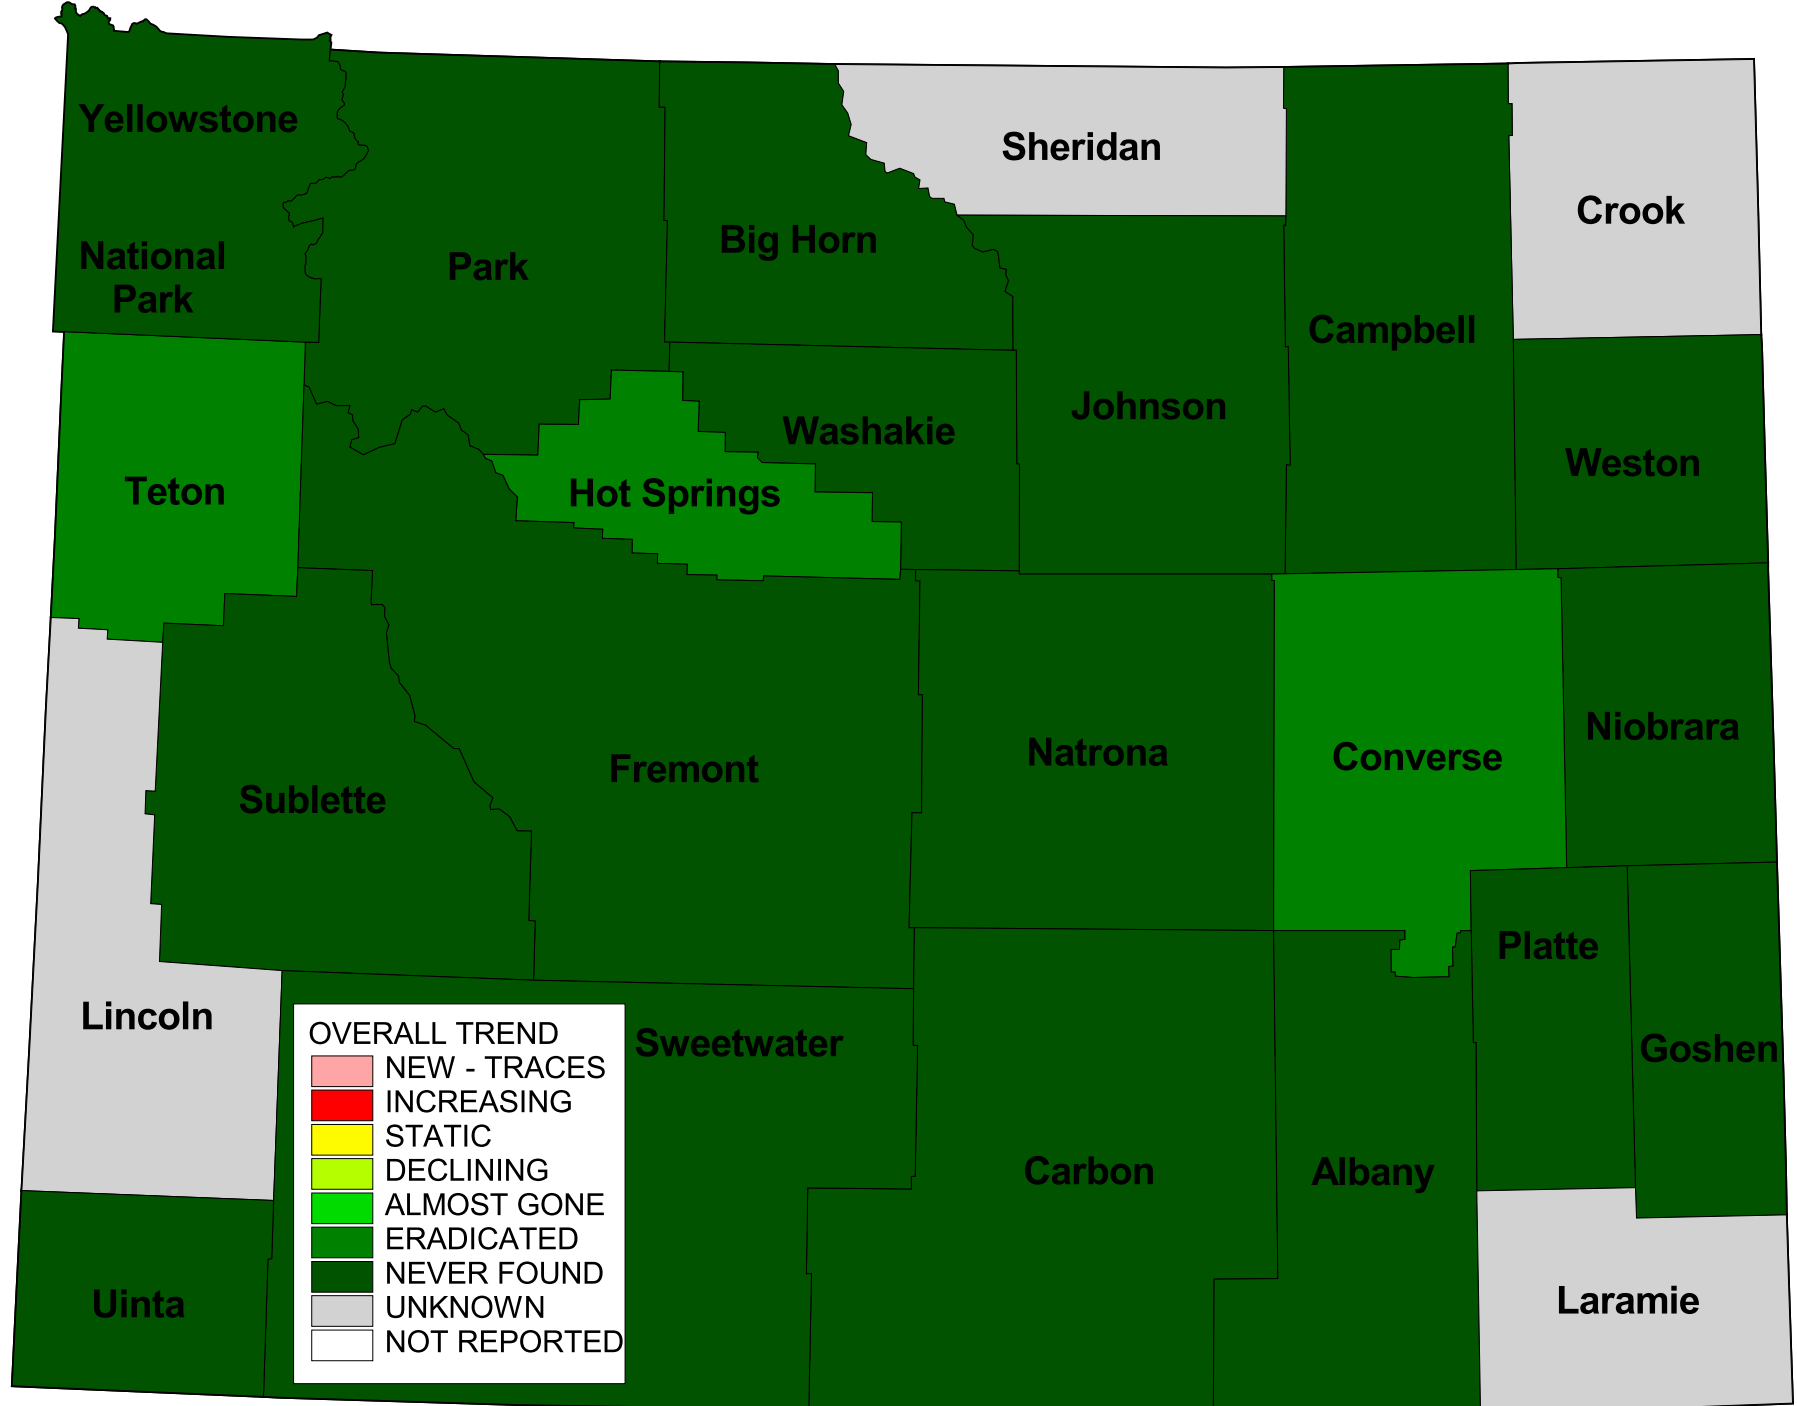 Yellowstone
Sheridan
Crook
Big Horn
National
Park
Park
Campbell
Johnson
Washakie
Weston
Teton
Hot Springs
Niobrara
Natrona
Converse
Fremont
Sublette
Platte
Lincoln
Sweetwater
Goshen
Carbon
Albany
Uinta
Laramie
OVERALL TREND
NEW - TRACES
INCREASING
STATIC
DECLINING
ALMOST GONE
ERADICATED
NEVER FOUND
UNKNOWN
NOT REPORTED